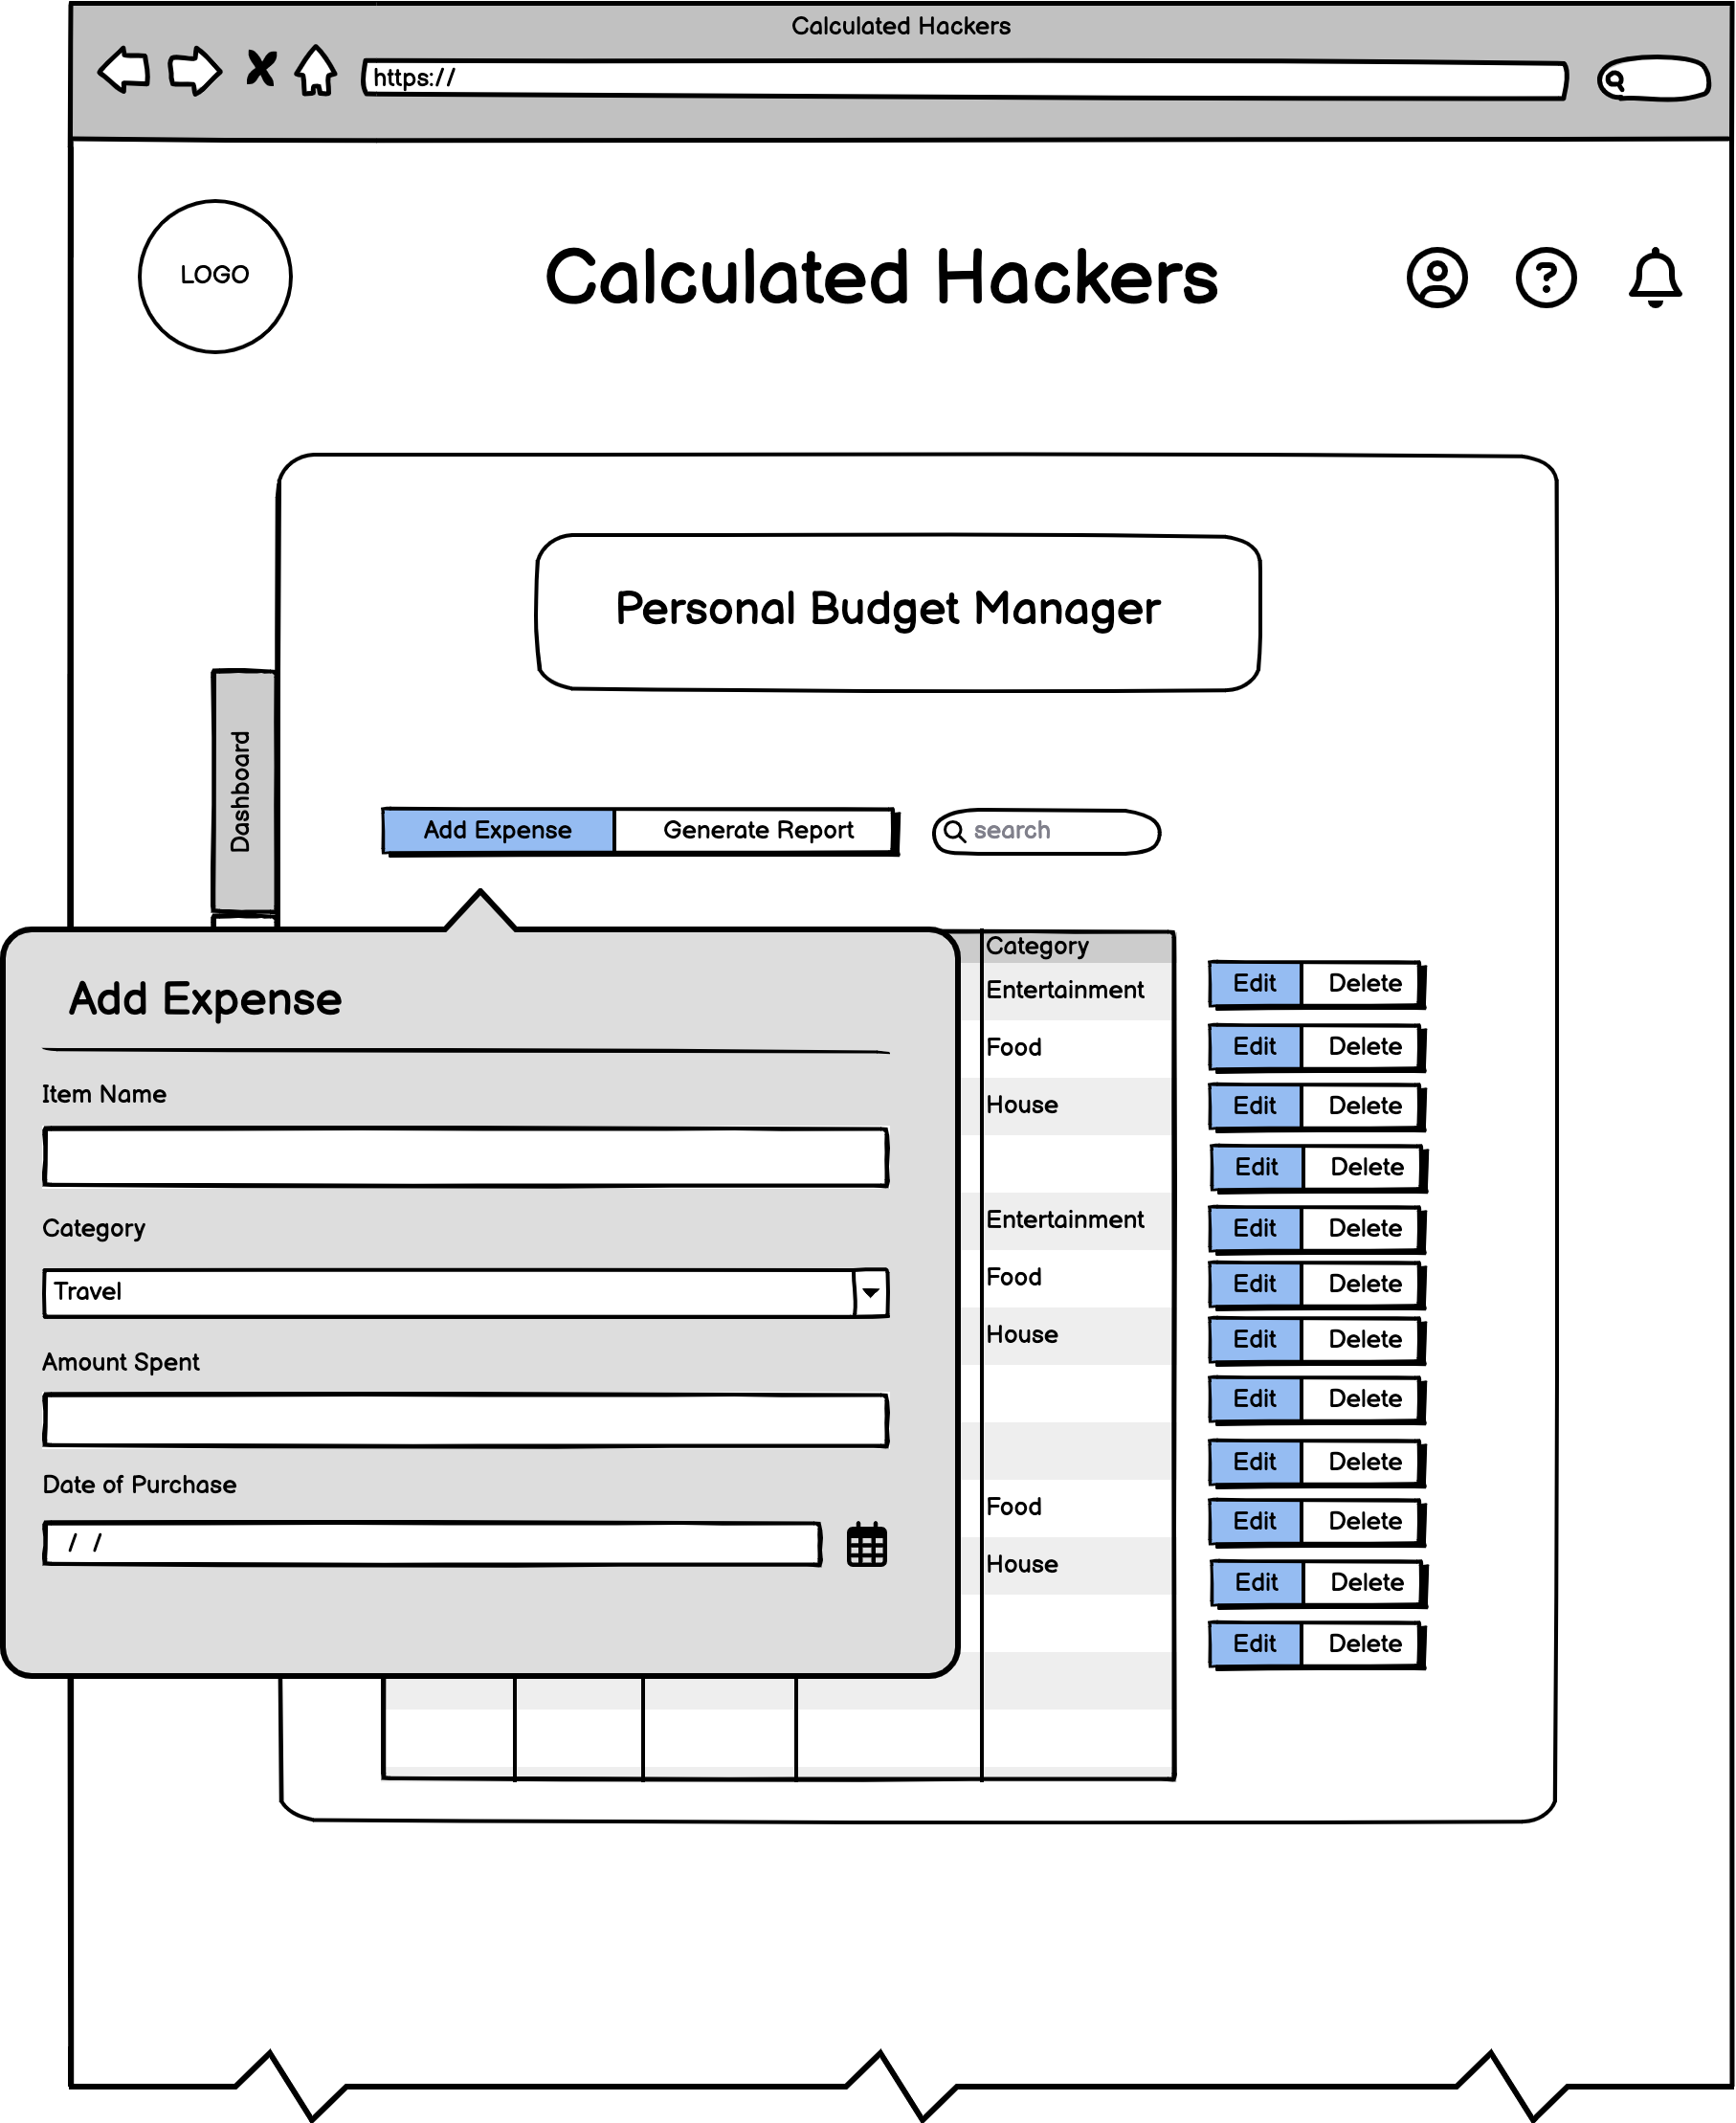 Calculated Hackers
https://
LOGO
Calculated Hackers
?
Personal Budget Manager
Dashboard
Add Expense Generate Report search
Add Expense
Item Name
Category
Travel
Amount Spent
Date of Purchase
/ /
Category
Entertainment
Food
House
Entertainment
Food
House
Food
House
Edit Delete
Edit Delete
Edit Delete
Edit Delete
Edit Delete
Edit Delete
Edit Delete
Edit Delete
Edit Delete
Edit Delete
Edit Delete
Edit Delete